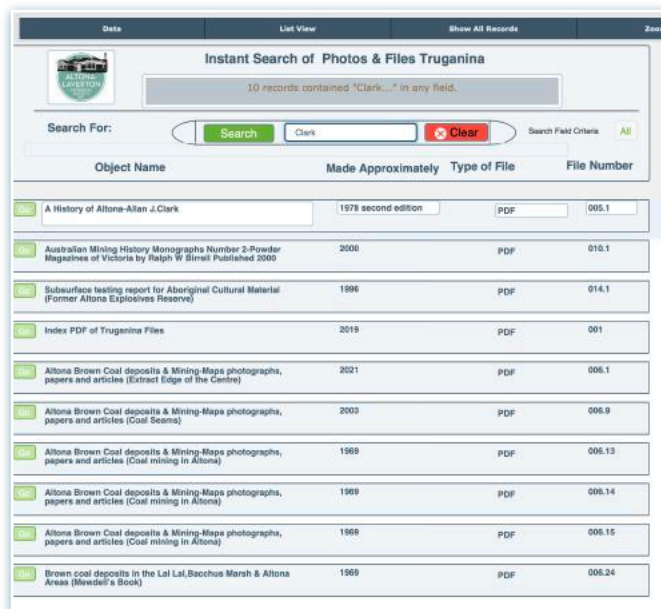 Data List View Show All Records Zoo
Instant Search of Photos & Files Truganina
ALTONA-
LAVERTON
10 records contained "Clark..." in any field.
Search For: Search Clark Clear Search Field Criteria All
Object Name Made Approximately Type of File File Number
Go A History of Altona-Allan J.Clark 1978 second edition PDF 005.1
Go Australian Mining History Monographs Number 2-Powder
Magazines of Victoria by Ralph W Birrell Published 2000 2000 PDF 010.1
Go Subsurface testing report for Aboriginal Cultural Material
(Former Altona Explosives Reserve) 1996 PDF 014.1
Go Index PDF of Truganina Files 2019 PDF 001
Go Altona Brown Coal deposits & Mining-Maps photographs,
papers and articles (Extract Edge of the Centre) 2021 PDF 006.1
Go Altona Brown Coal deposits & Mining-Maps photographs,
papers and articles (Coal Seams) 2003 PDF 006.9
Go Altona Brown Coal deposits & Mining-Maps photographs,
papers and articles (Coal mining in Altona) 1969 PDF 006.13
Go Altona Brown Coal deposits & Mining-Maps photographs,
papers and articles (Coal mining in Altona) 1969 PDF 006.14
Go Altona Brown Coal deposits & Mining-Maps photographs,
papers and articles (Coal mining in Altona) 1969 PDF 006.15
Go Brown coal deposits in the Lal Lal,Bacchus Marsh & Altona
Areas (Mewdell's Book) 1969 PDF 006.24